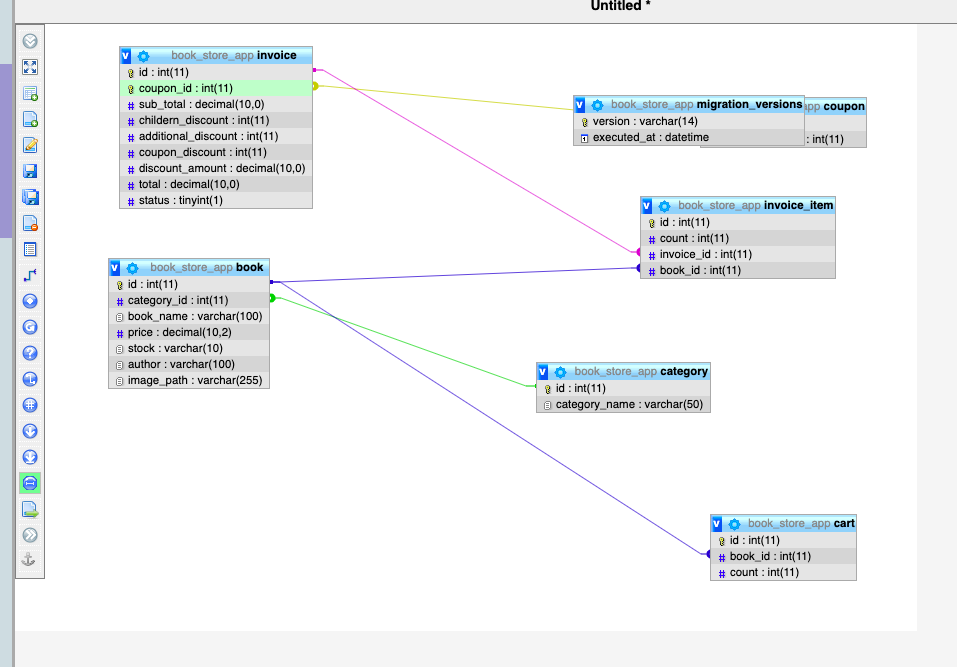 Untitled *
book_store_app invoice
id : int(11)
coupon_id : int(11)
sub_total : decimal(10,0)
childern_discount : int(11)
additional_discount : int(11)
coupon_discount : int(11)
discount_amount : decimal(10,0)
total : decimal(10,0)
status : tinyint(1)
book_store_app migration_versions
version : varchar(14)
executed_at : datetime
app coupon
: int(11)
book_store_app invoice_item
id : int(11)
count : int(11)
invoice_id : int(11)
book_id : int(11)
book_store_app book
id : int(11)
category_id : int(11)
book_name : varchar(100)
price : decimal(10,2)
stock : varchar(10)
author : varchar(100)
image_path : varchar(255)
book_store_app category
id : int(11)
category_name : varchar(50)
book_store_app cart
id : int(11)
book_id : int(11)
count : int(11)